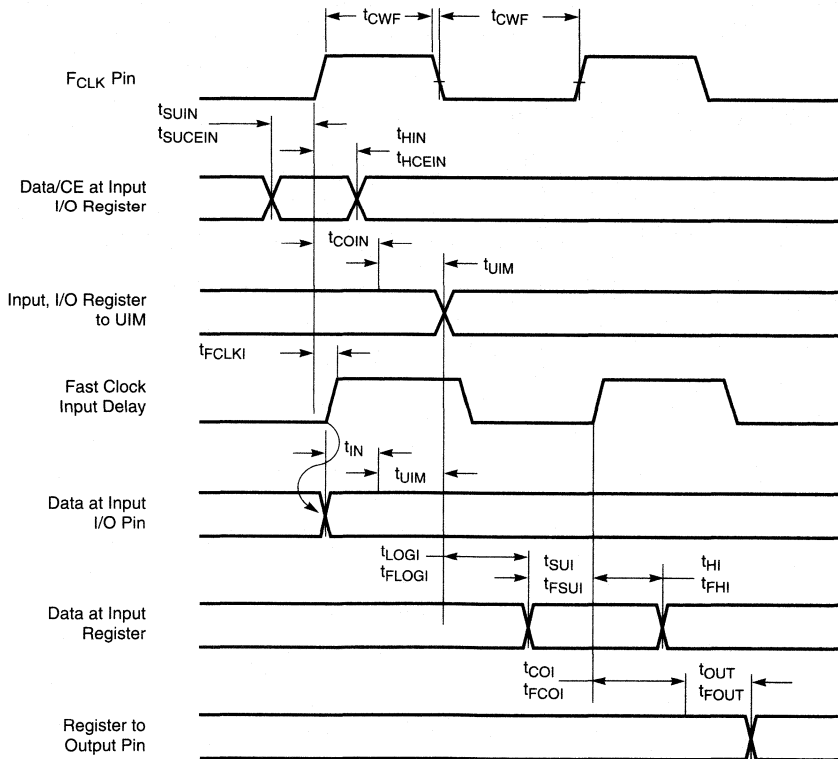 tCWF
tCWF
FCLK Pin
tSUIN
tSUCEIN
tHIN
tHCEIN
Data/CE at Input
I/O Register
tCOIN
tUIM
Input, I/O Register
to UIM
tFCLKI
Fast Clock
Input Delay
tIN
tUIM
Data at Input
I/O Pin
tLOGI
tFLOGI
tSUI
tFSUI
tHI
tFHI
Data at Input
Register
tCOI
tFCOI
tOUT
tFOUT
Register to
Output Pin